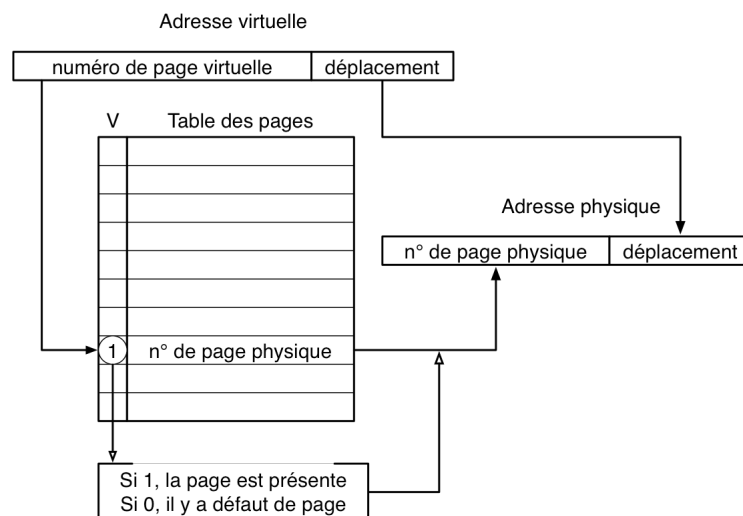 Adresse virtuelle
numéro de page virtuelle déplacement
V Table des pages
Adresse physique
n° de page physique déplacement
1 n° de page physique
Si 1, la page est présente
Si 0, il y a défaut de page